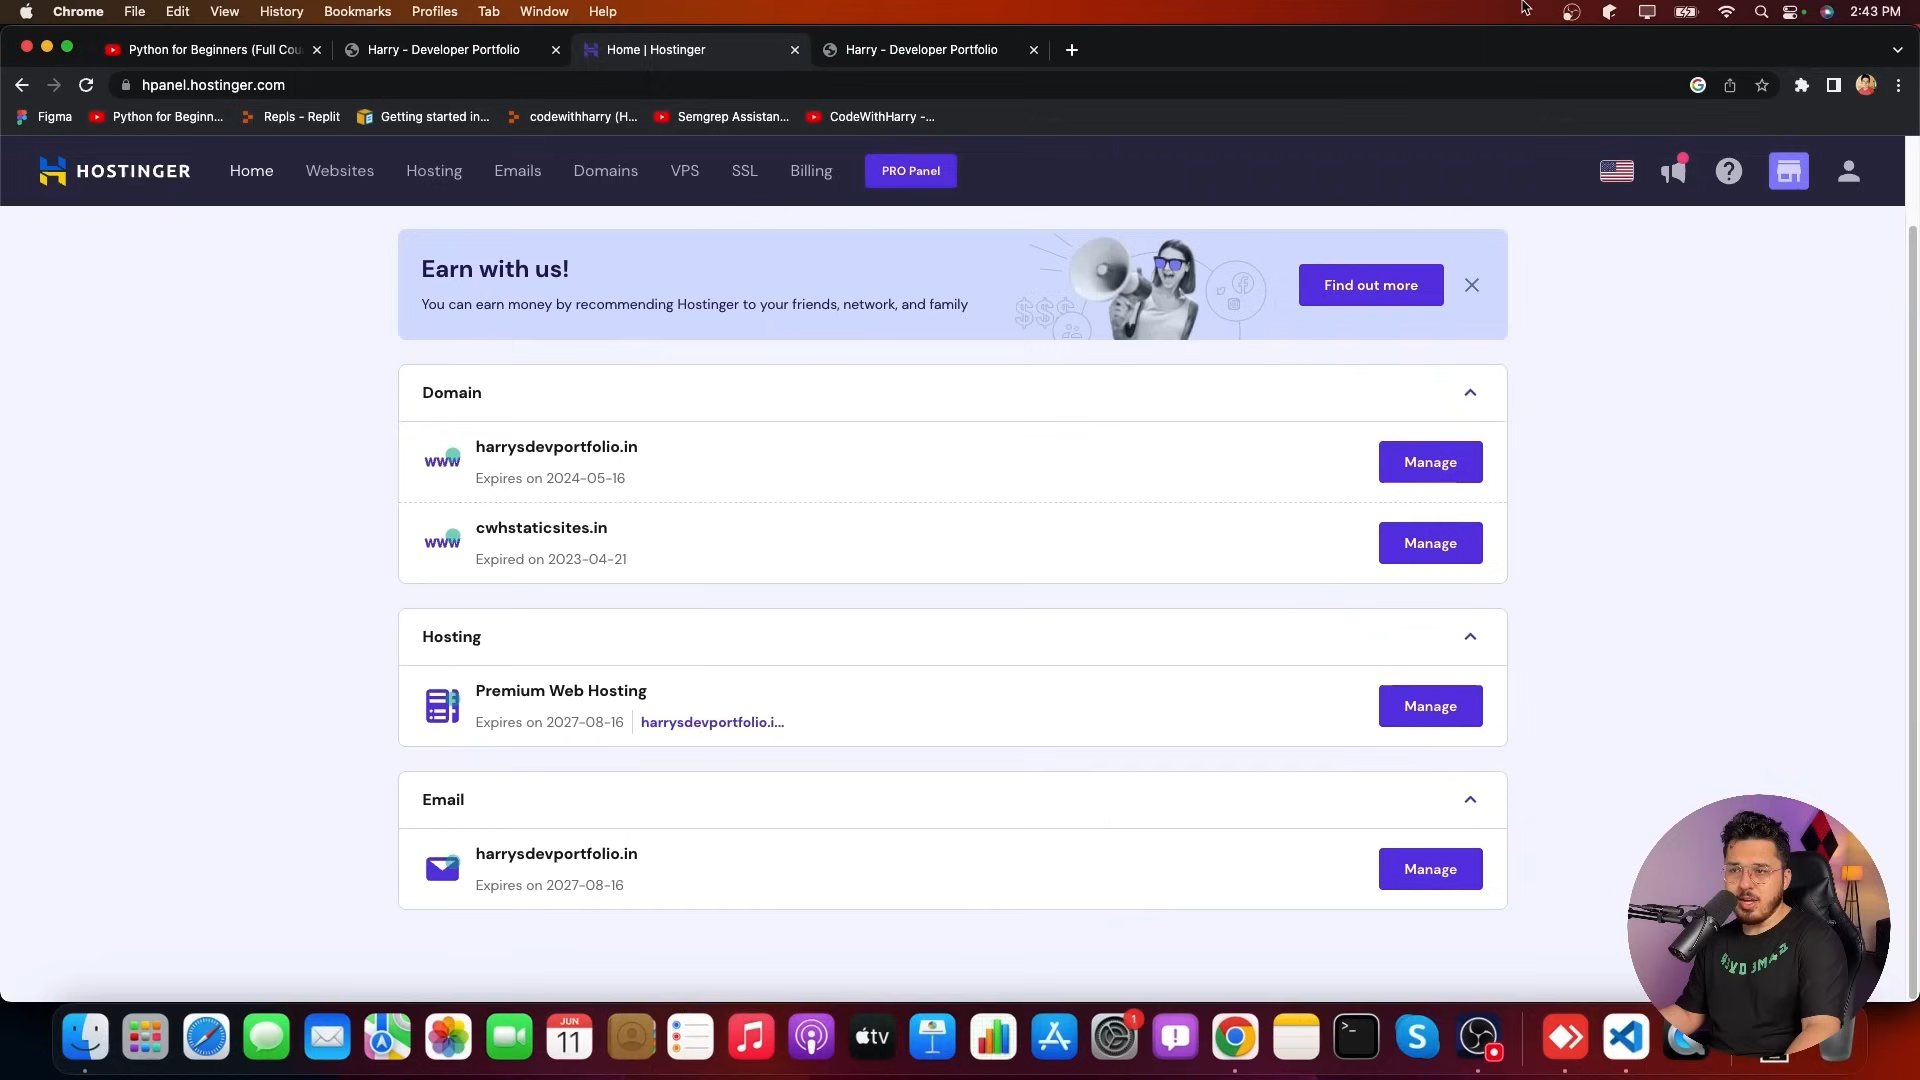 Chrome File Edit View History Bookmarks Profiles Tab Window Help 2:43 PM
Python for Beginners (Full Cou Harry - Developer Portfolio Home | Hostinger Harry - Developer Portfolio
hpanel.hostinger.com
Figma Python for Beginn... Repls - Replit Getting started in... codewithharry (H... Semgrep Assistan... CodeWithHarry -...
HOSTINGER Home Websites Hosting Emails Domains VPS SSL Billing PRO Panel
Earn with us!
You can earn money by recommending Hostinger to your friends, network, and family
Find out more
$$$
Domain
www
harrysdevportfolio.in
Expires on 2024-05-16
Manage
www
cwhstaticsites.in
Expired on 2023-04-21
Manage
Hosting
Premium Web Hosting
Expires on 2027-08-16 harrysdevportfolio.i...
Manage
Email
harrysdevportfolio.in
Expires on 2027-08-16
Manage
JUN
11
tv
1